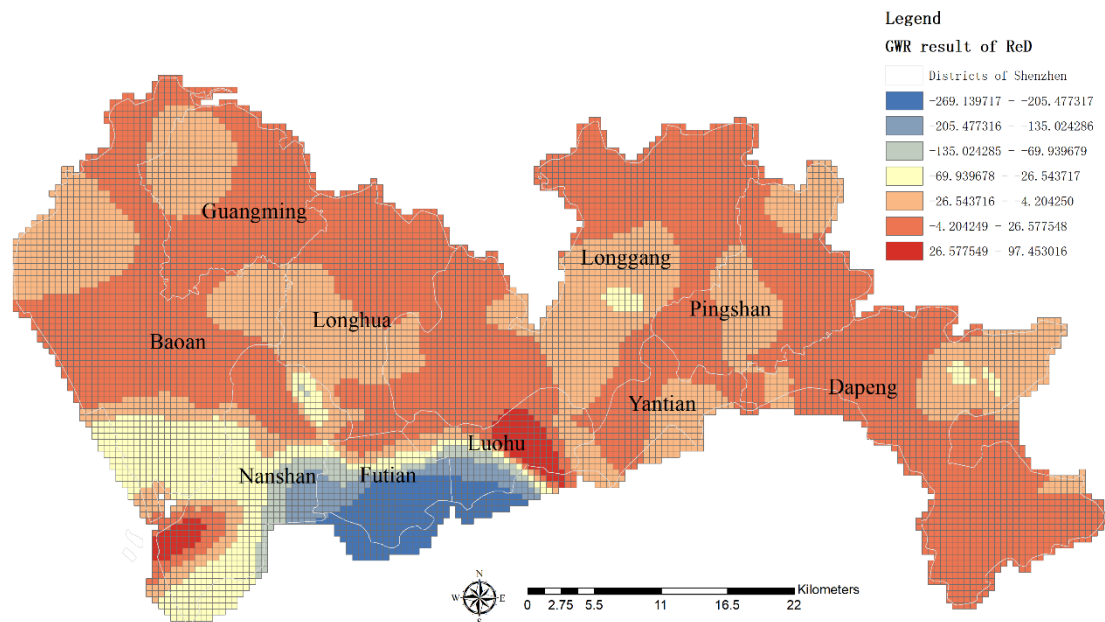 Legend
GWR result of ReD
Districts of Shenzhen
-269.139717 - -205.477317
-205.477316 - -135.024286
-135.024285 - -69.939679
-69.939678 - -26.543717
-26.543716 - -4.204250
-4.204249 - 26.577548
26.577549 - 97.453016
Guangming
Longgang
Pingshan
Longhua
Baoan
Dapeng
Yantian
Luohu
Nanshan
Futian
N
W
E
S
Kilometers
0 2.75 5.5 11 16.5 22